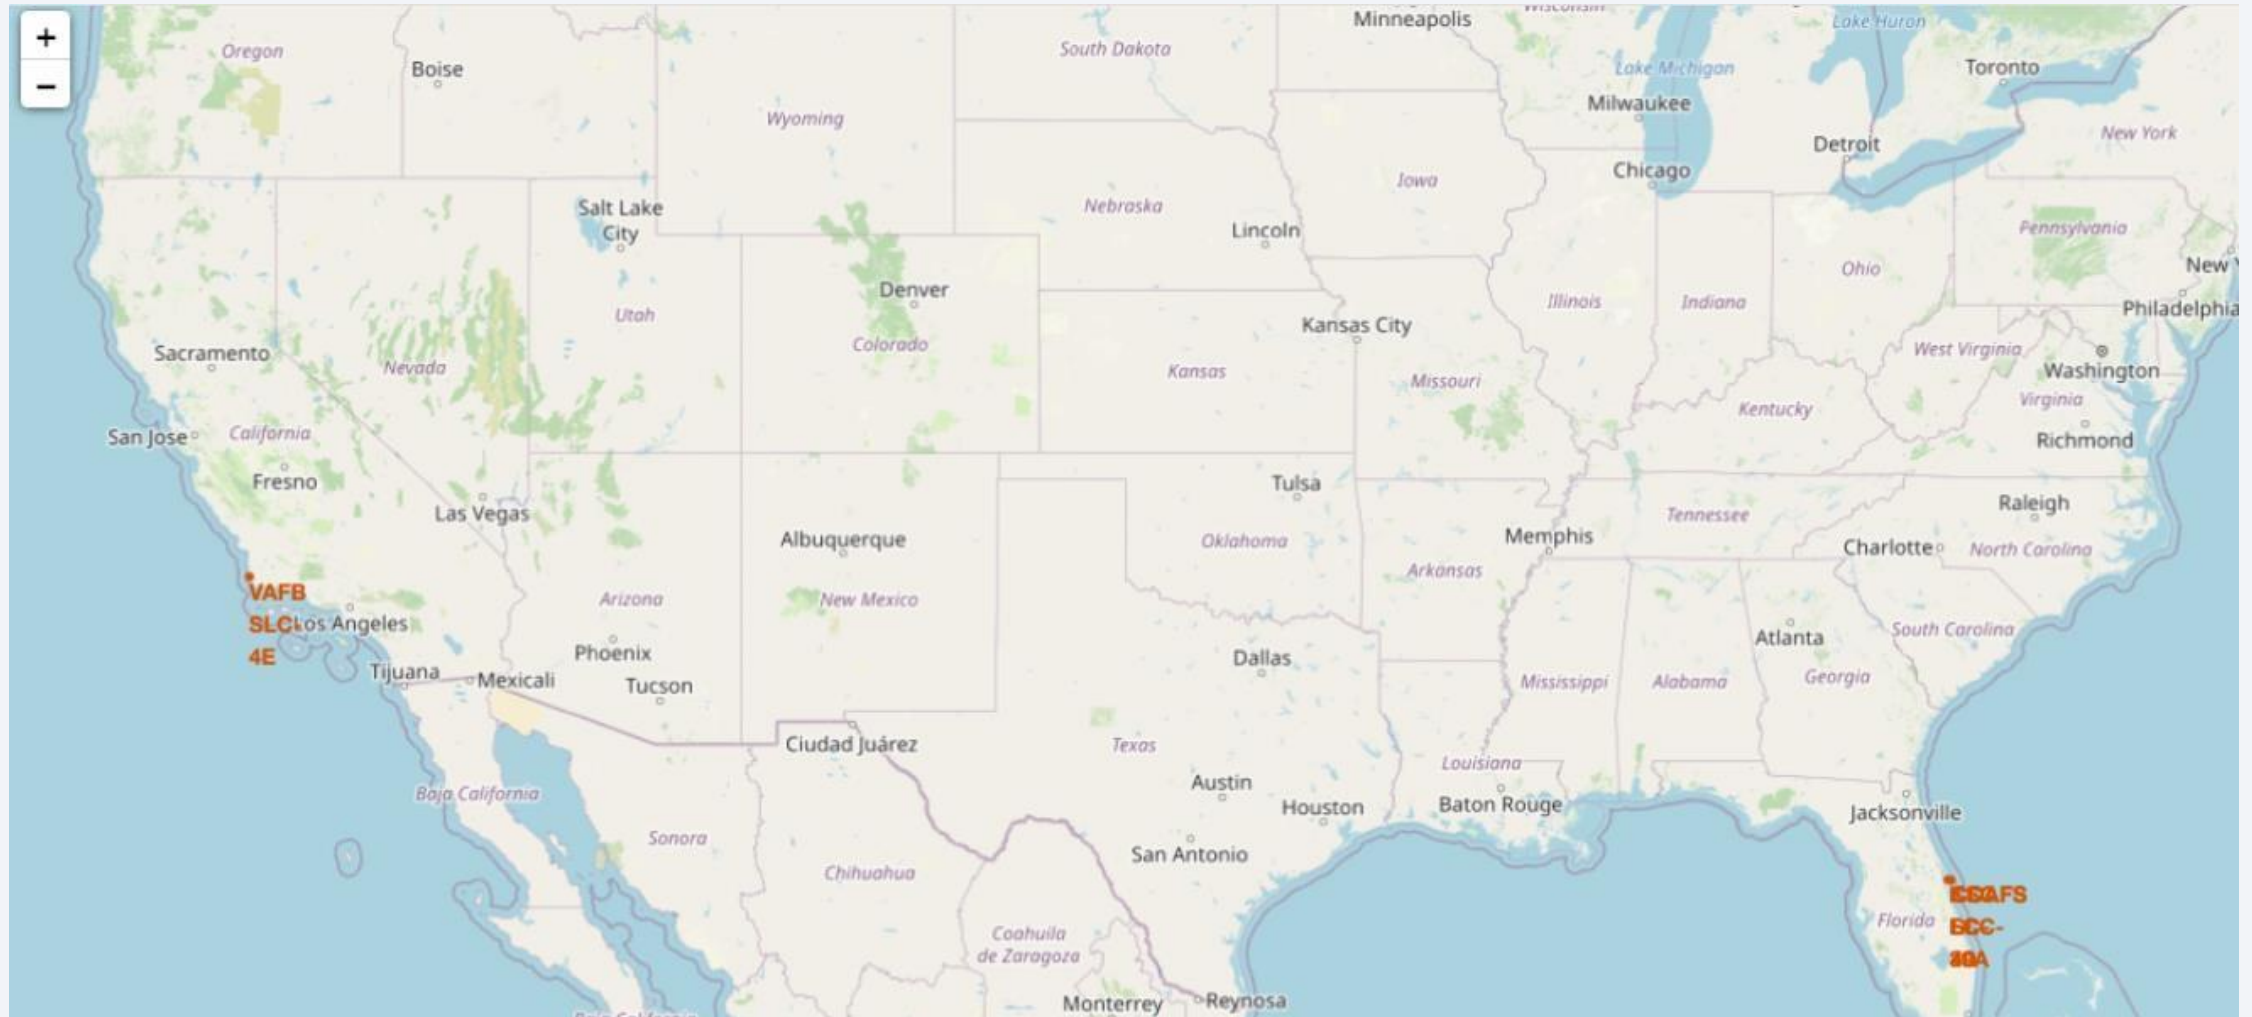 +
−
Oregon
Boise
South Dakota
Minneapolis
Wisconsin
Lake Huron
Toronto
Lake Michigan
Milwaukee
Wyoming
New York
Detroit
Chicago
Iowa
Salt Lake
City
Nebraska
Lincoln
Pennsylvania
New
Ohio
Denver
Utah
Illinois
Indiana
Philadelphia
Kansas City
Colorado
Sacramento
Nevada
Kansas
Missouri
West Virginia
Washington
Virginia
Kentucky
San Jose
California
Richmond
Fresno
Las Vegas
Tulsa
Raleigh
Tennessee
Albuquerque
Oklahoma
Memphis
Charlotte
North Carolina
Arkansas
VAFB
SLC-
4E
Los Angeles
Arizona
New Mexico
Phoenix
Dallas
Atlanta
South Carolina
Tijuana
Mexicali
Tucson
Mississippi
Alabama
Georgia
Ciudad Juárez
Texas
Louisiana
Baja California
Austin
Houston
Baton Rouge
Jacksonville
Sonora
San Antonio
Chihuahua
Florida
Coahuila
de Zaragoza
Monterrey
Reynosa